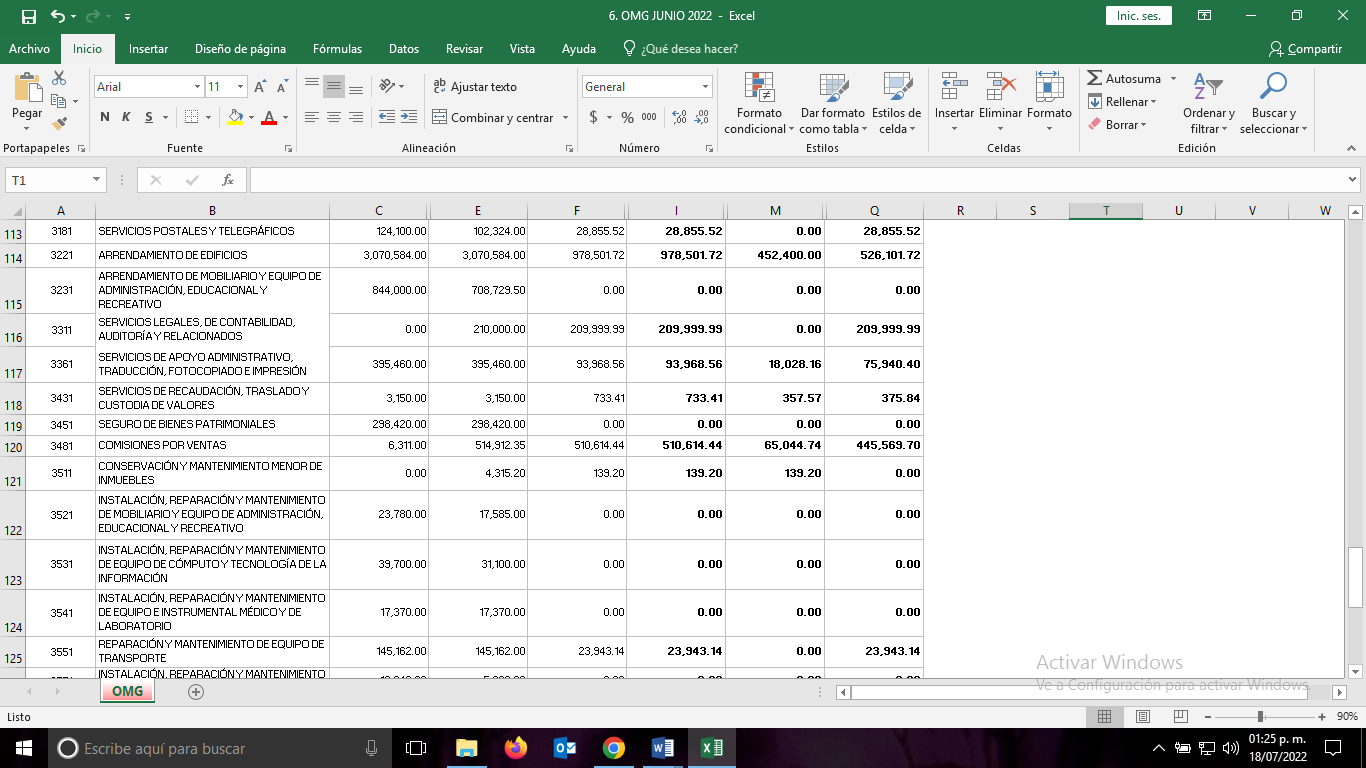 6. OMG JUNIO 2022 - Excel
Inic. ses.
Archivo Inicio Insertar Diseño de página Fórmulas Datos Revisar Vista Ayuda ¿Qué desea hacer? Compartir
Pegar
Arial 11
N K S
Ajustar texto
Combinar y centrar
General
$ % 000
Formato condicional
Dar formato como tabla
Estilos de celda
Insertar Eliminar Formato
Autosuma
Rellenar
Borrar
Ordenar y filtrar
Buscar y seleccionar
Portapapeles Fuente Alineación Número Estilos Celdas Edición
T1 fx
A B C E F I M Q R S T U V W
113 3181 SERVICIOS POSTALES Y TELEGRÁFICOS 124,100.00 102,324.00 28,855.52 28,855.52 0.00 28,855.52
114 3221 ARRENDAMIENTO DE EDIFICIOS 3,070,584.00 3,070,584.00 978,501.72 978,501.72 452,400.00 526,101.72
ARRENDAMIENTO DE MOBILIARIO Y EQUIPO DE
115 3231 ADMINISTRACIÓN, EDUCACIONAL Y 844,000.00 708,729.50 0.00 0.00 0.00 0.00
RECREATIVO
116 3311 SERVICIOS LEGALES, DE CONTABILIDAD, 0.00 210,000.00 209,999.99 209,999.99 0.00 209,999.99
AUDITORÍA Y RELACIONADOS
117 3361 SERVICIOS DE APOYO ADMINISTRATIVO, 395,460.00 395,460.00 93,968.56 93,968.56 18,028.16 75,940.40
TRADUCCIÓN, FOTOCOPIADO E IMPRESIÓN
118 3431 SERVICIOS DE RECAUDACIÓN, TRASLADO Y 3,150.00 3,150.00 733.41 733.41 357.57 375.84
CUSTODIA DE VALORES
119 3451 SEGURO DE BIENES PATRIMONIALES 298,420.00 298,420.00 0.00 0.00 0.00 0.00
120 3481 COMISIONES POR VENTAS 6,311.00 514,912.35 510,614.44 510,614.44 65,044.74 445,569.70
121 3511 CONSERVACIÓN Y MANTENIMIENTO MENOR DE 0.00 4,315.20 139.20 139.20 139.20 0.00
INMUEBLES
INSTALACIÓN, REPARACIÓN Y MANTENIMIENTO
122 3521 DE MOBILIARIO Y EQUIPO DE ADMINISTRACIÓN, 23,780.00 17,585.00 0.00 0.00 0.00 0.00
EDUCACIONAL Y RECREATIVO
INSTALACIÓN, REPARACIÓN Y MANTENIMIENTO
123 3531 DE EQUIPO DE CÓMPUTO Y TECNOLOGÍA DE LA 39,700.00 31,100.00 0.00 0.00 0.00 0.00
INFORMACIÓN
INSTALACIÓN, REPARACIÓN Y MANTENIMIENTO
124 3541 DE EQUIPO E INSTRUMENTAL MÉDICO Y DE 17,370.00 17,370.00 0.00 0.00 0.00 0.00
LABORATORIO
125 3551 REPARACIÓN Y MANTENIMIENTO DE EQUIPO DE 145,162.00 145,162.00 23,943.14 23,943.14 0.00 23,943.14
TRANSPORTE
INSTALACIÓN, REPARACIÓN Y MANTENIMIENTO
Activar Windows
Ve a Configuración para activar Windows.
OMG
Listo 90%
Escribe aquí para buscar
01:25 p. m.
18/07/2022